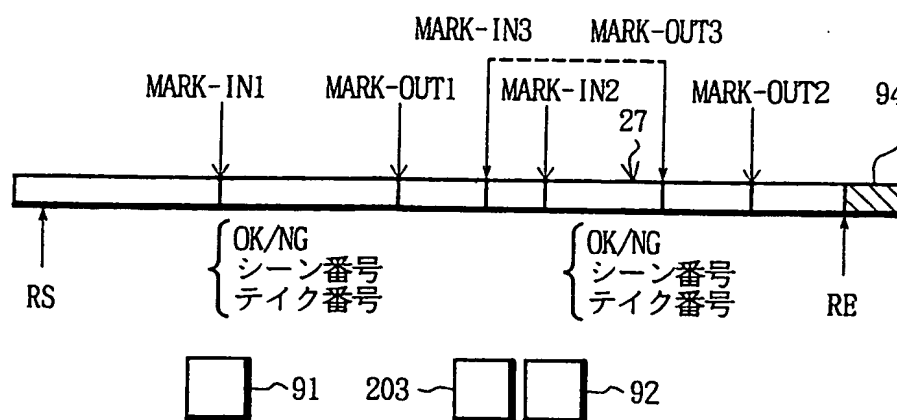 MARK-IN3 MARK-OUT3
MARK-IN1 MARK-OUT1 MARK-IN2 MARK-OUT2 94
27
OK/NG OK/NG
シーン番号 シーン番号
RS テイク番号 テイク番号 RE
91 203 92